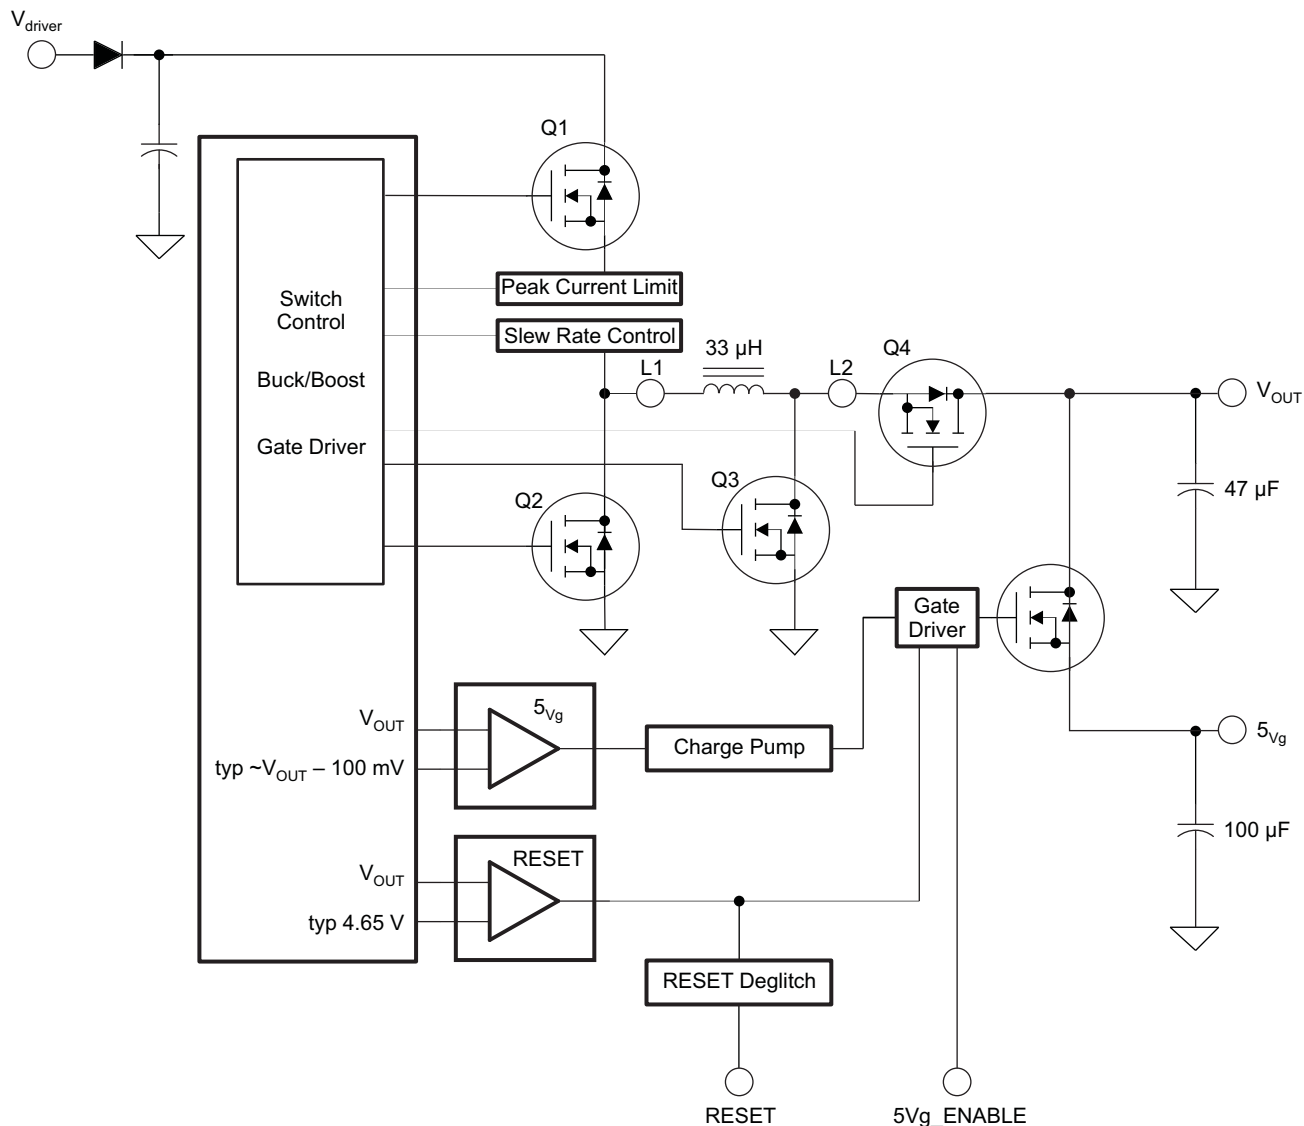 Vdriver
Q1
Peak Current Limit
Switch
Control
Slew Rate Control
33 µH
L1
L2
Q4
VOUT
Buck/Boost
Gate Driver
Q2
Q3
47 µF
Gate
Driver
VOUT
5Vg
typ ~VOUT – 100 mV
Charge Pump
5Vg
100 µF
VOUT
RESET
typ 4.65 V
RESET Deglitch
RESET
5Vg_ENABLE